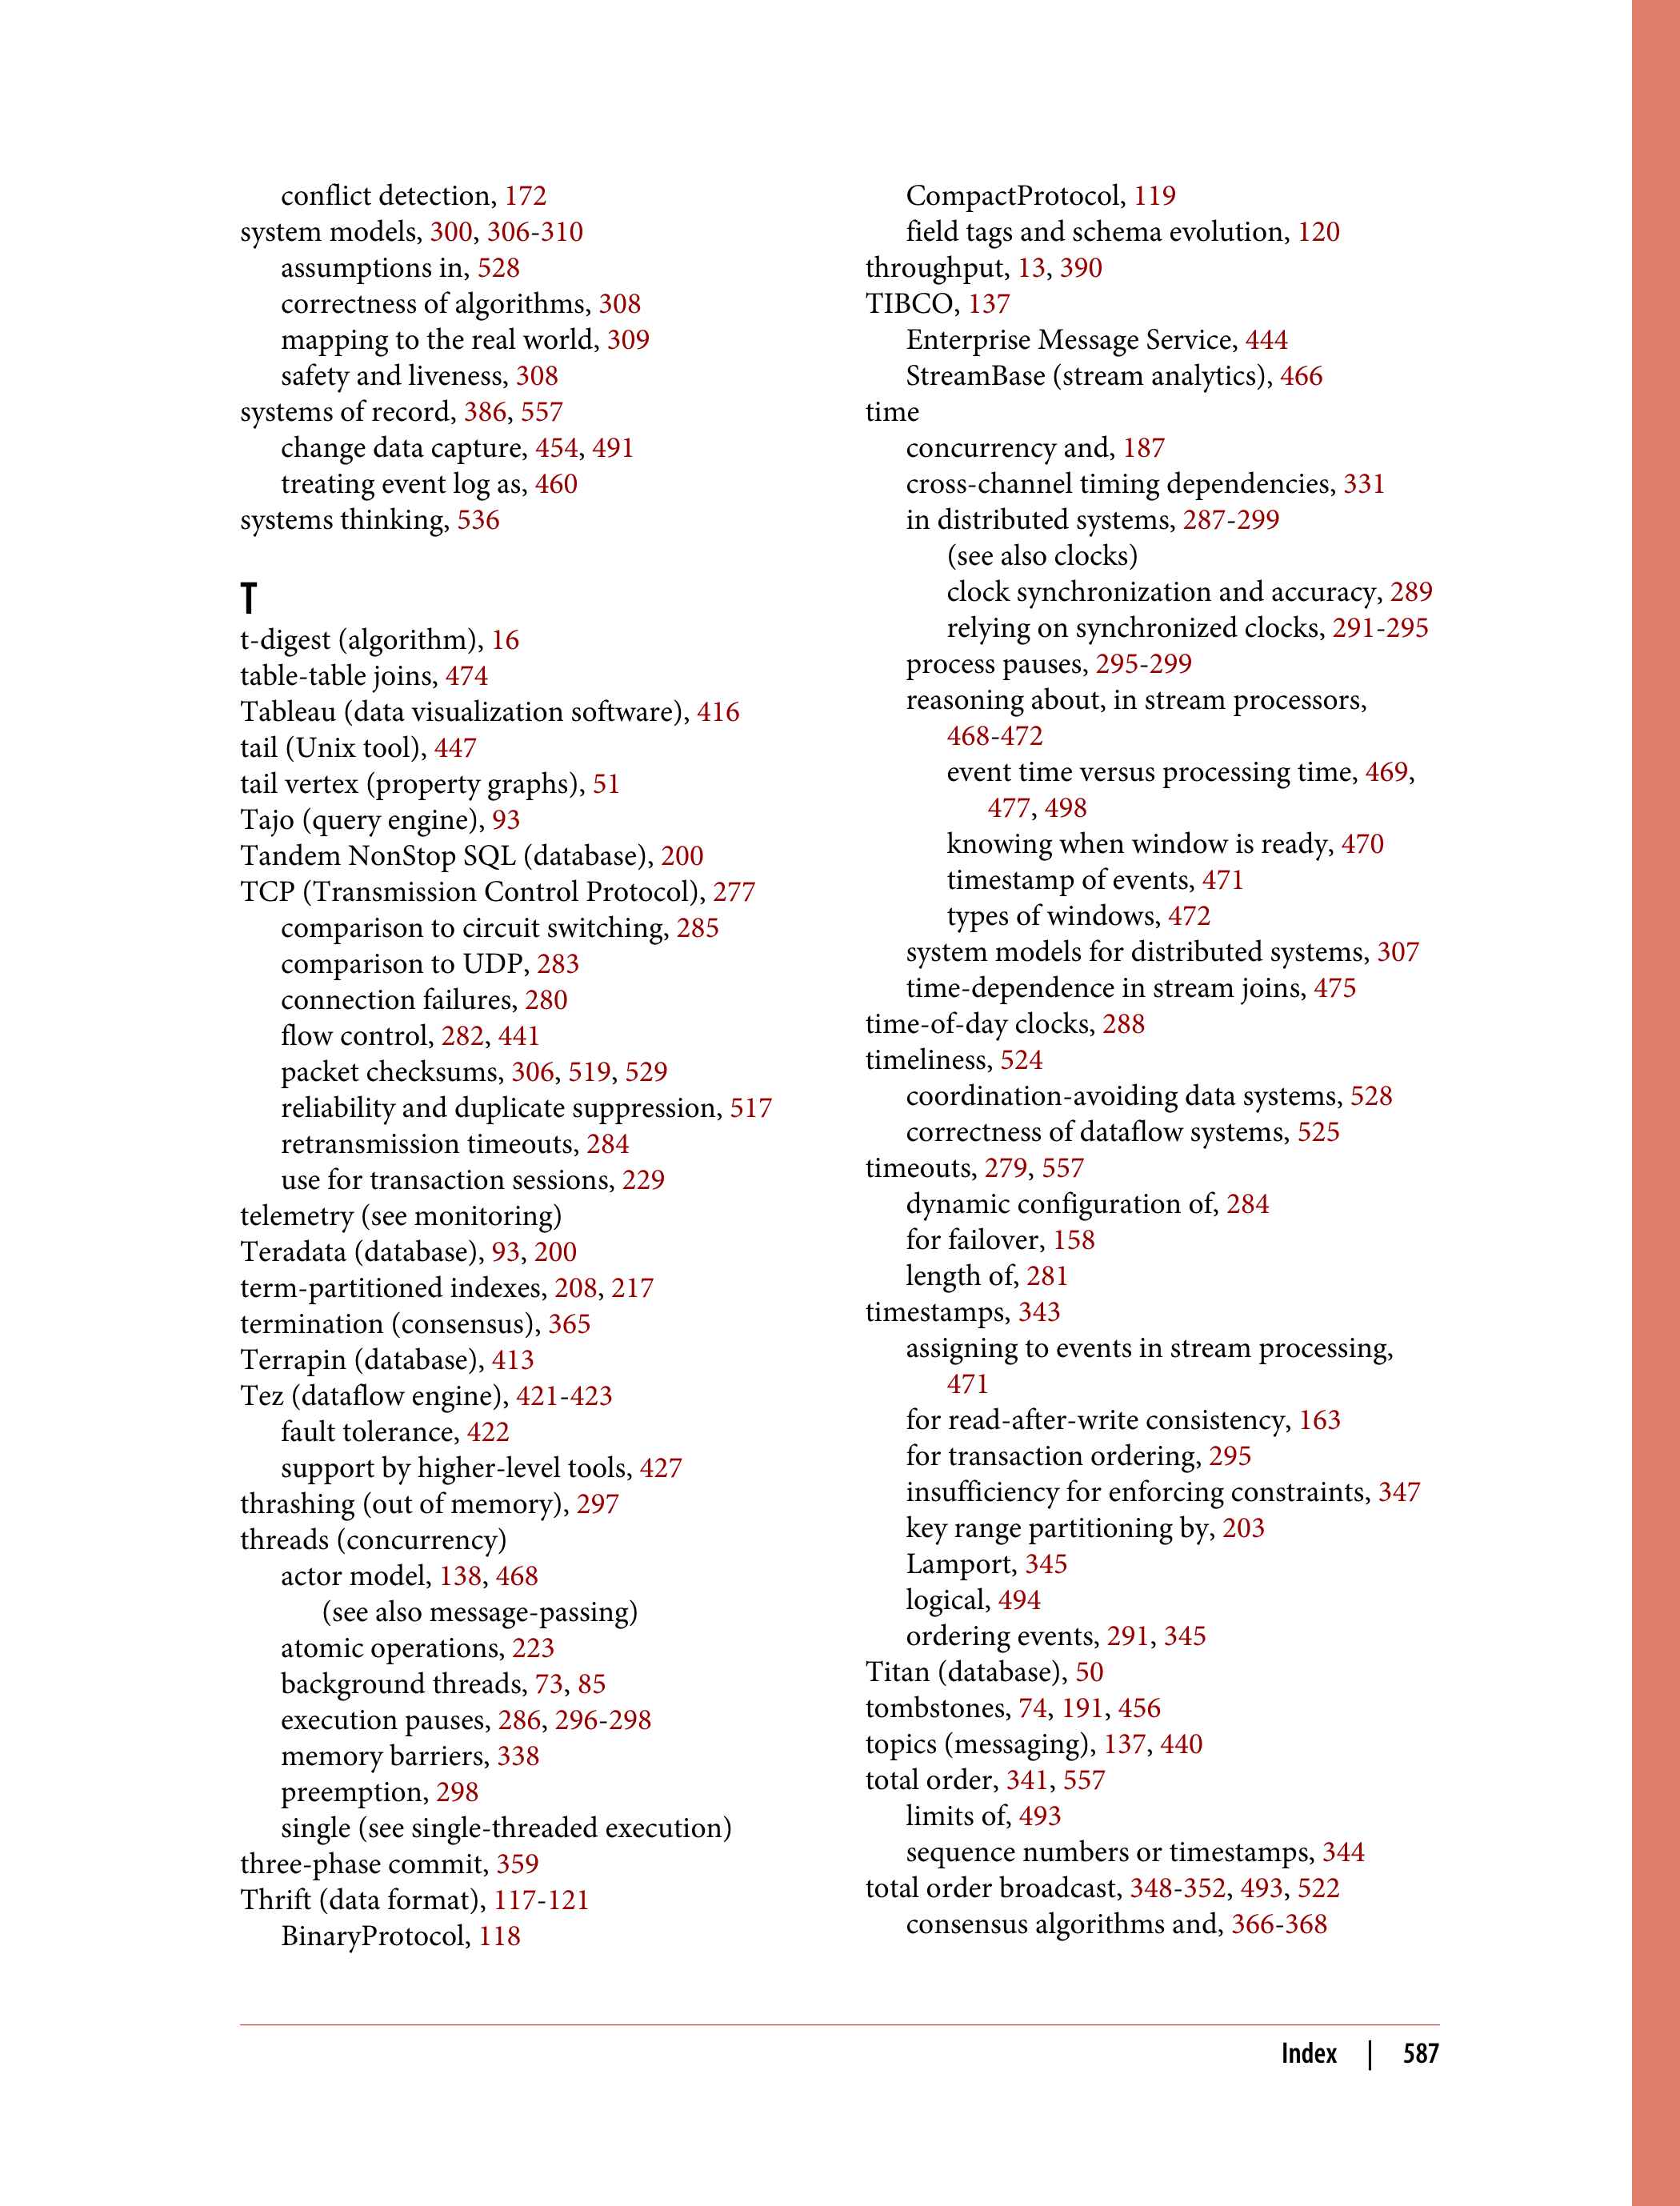 conflict detection, 172
system models, 300, 306-310
assumptions in, 528
correctness of algorithms, 308
mapping to the real world, 309
safety and liveness, 308
systems of record, 386, 557
change data capture, 454, 491
treating event log as, 460
systems thinking, 536
T
t-digest (algorithm), 16
table-table joins, 474
Tableau (data visualization software), 416
tail (Unix tool), 447
tail vertex (property graphs), 51
Tajo (query engine), 93
Tandem NonStop SQL (database), 200
TCP (Transmission Control Protocol), 277
comparison to circuit switching, 285
comparison to UDP, 283
connection failures, 280
flow control, 282, 441
packet checksums, 306, 519, 529
reliability and duplicate suppression, 517
retransmission timeouts, 284
use for transaction sessions, 229
telemetry (see monitoring)
Teradata (database), 93, 200
term-partitioned indexes, 208, 217
termination (consensus), 365
Terrapin (database), 413
Tez (dataflow engine), 421-423
fault tolerance, 422
support by higher-level tools, 427
thrashing (out of memory), 297
threads (concurrency)
actor model, 138, 468
(see also message-passing)
atomic operations, 223
background threads, 73, 85
execution pauses, 286, 296-298
memory barriers, 338
preemption, 298
single (see single-threaded execution)
three-phase commit, 359
Thrift (data format), 117-121
BinaryProtocol, 118
CompactProtocol, 119
field tags and schema evolution, 120
throughput, 13, 390
TIBCO, 137
Enterprise Message Service, 444
StreamBase (stream analytics), 466
time
concurrency and, 187
cross-channel timing dependencies, 331
in distributed systems, 287-299
(see also clocks)
clock synchronization and accuracy, 289
relying on synchronized clocks, 291-295
process pauses, 295-299
reasoning about, in stream processors,
468-472
event time versus processing time, 469,
477, 498
knowing when window is ready, 470
timestamp of events, 471
types of windows, 472
system models for distributed systems, 307
time-dependence in stream joins, 475
time-of-day clocks, 288
timeliness, 524
coordination-avoiding data systems, 528
correctness of dataflow systems, 525
timeouts, 279, 557
dynamic configuration of, 284
for failover, 158
length of, 281
timestamps, 343
assigning to events in stream processing,
471
for read-after-write consistency, 163
for transaction ordering, 295
insufficiency for enforcing constraints, 347
key range partitioning by, 203
Lamport, 345
logical, 494
ordering events, 291, 345
Titan (database), 50
tombstones, 74, 191, 456
topics (messaging), 137, 440
total order, 341, 557
limits of, 493
sequence numbers or timestamps, 344
total order broadcast, 348-352, 493, 522
consensus algorithms and, 366-368
Index | 587